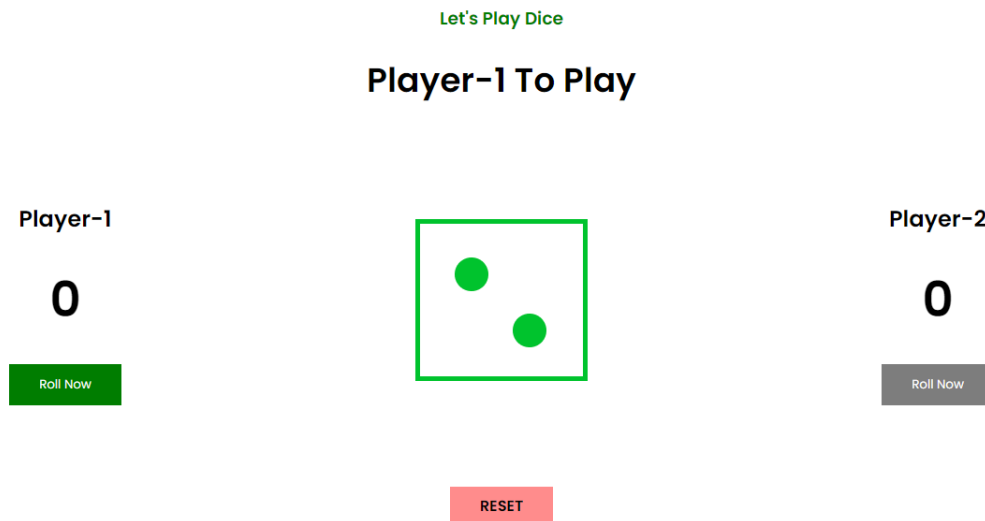 Let's Play Dice
Player-1 To Play
Player-1
0
Roll Now
Player-2
0
Roll Now
RESET